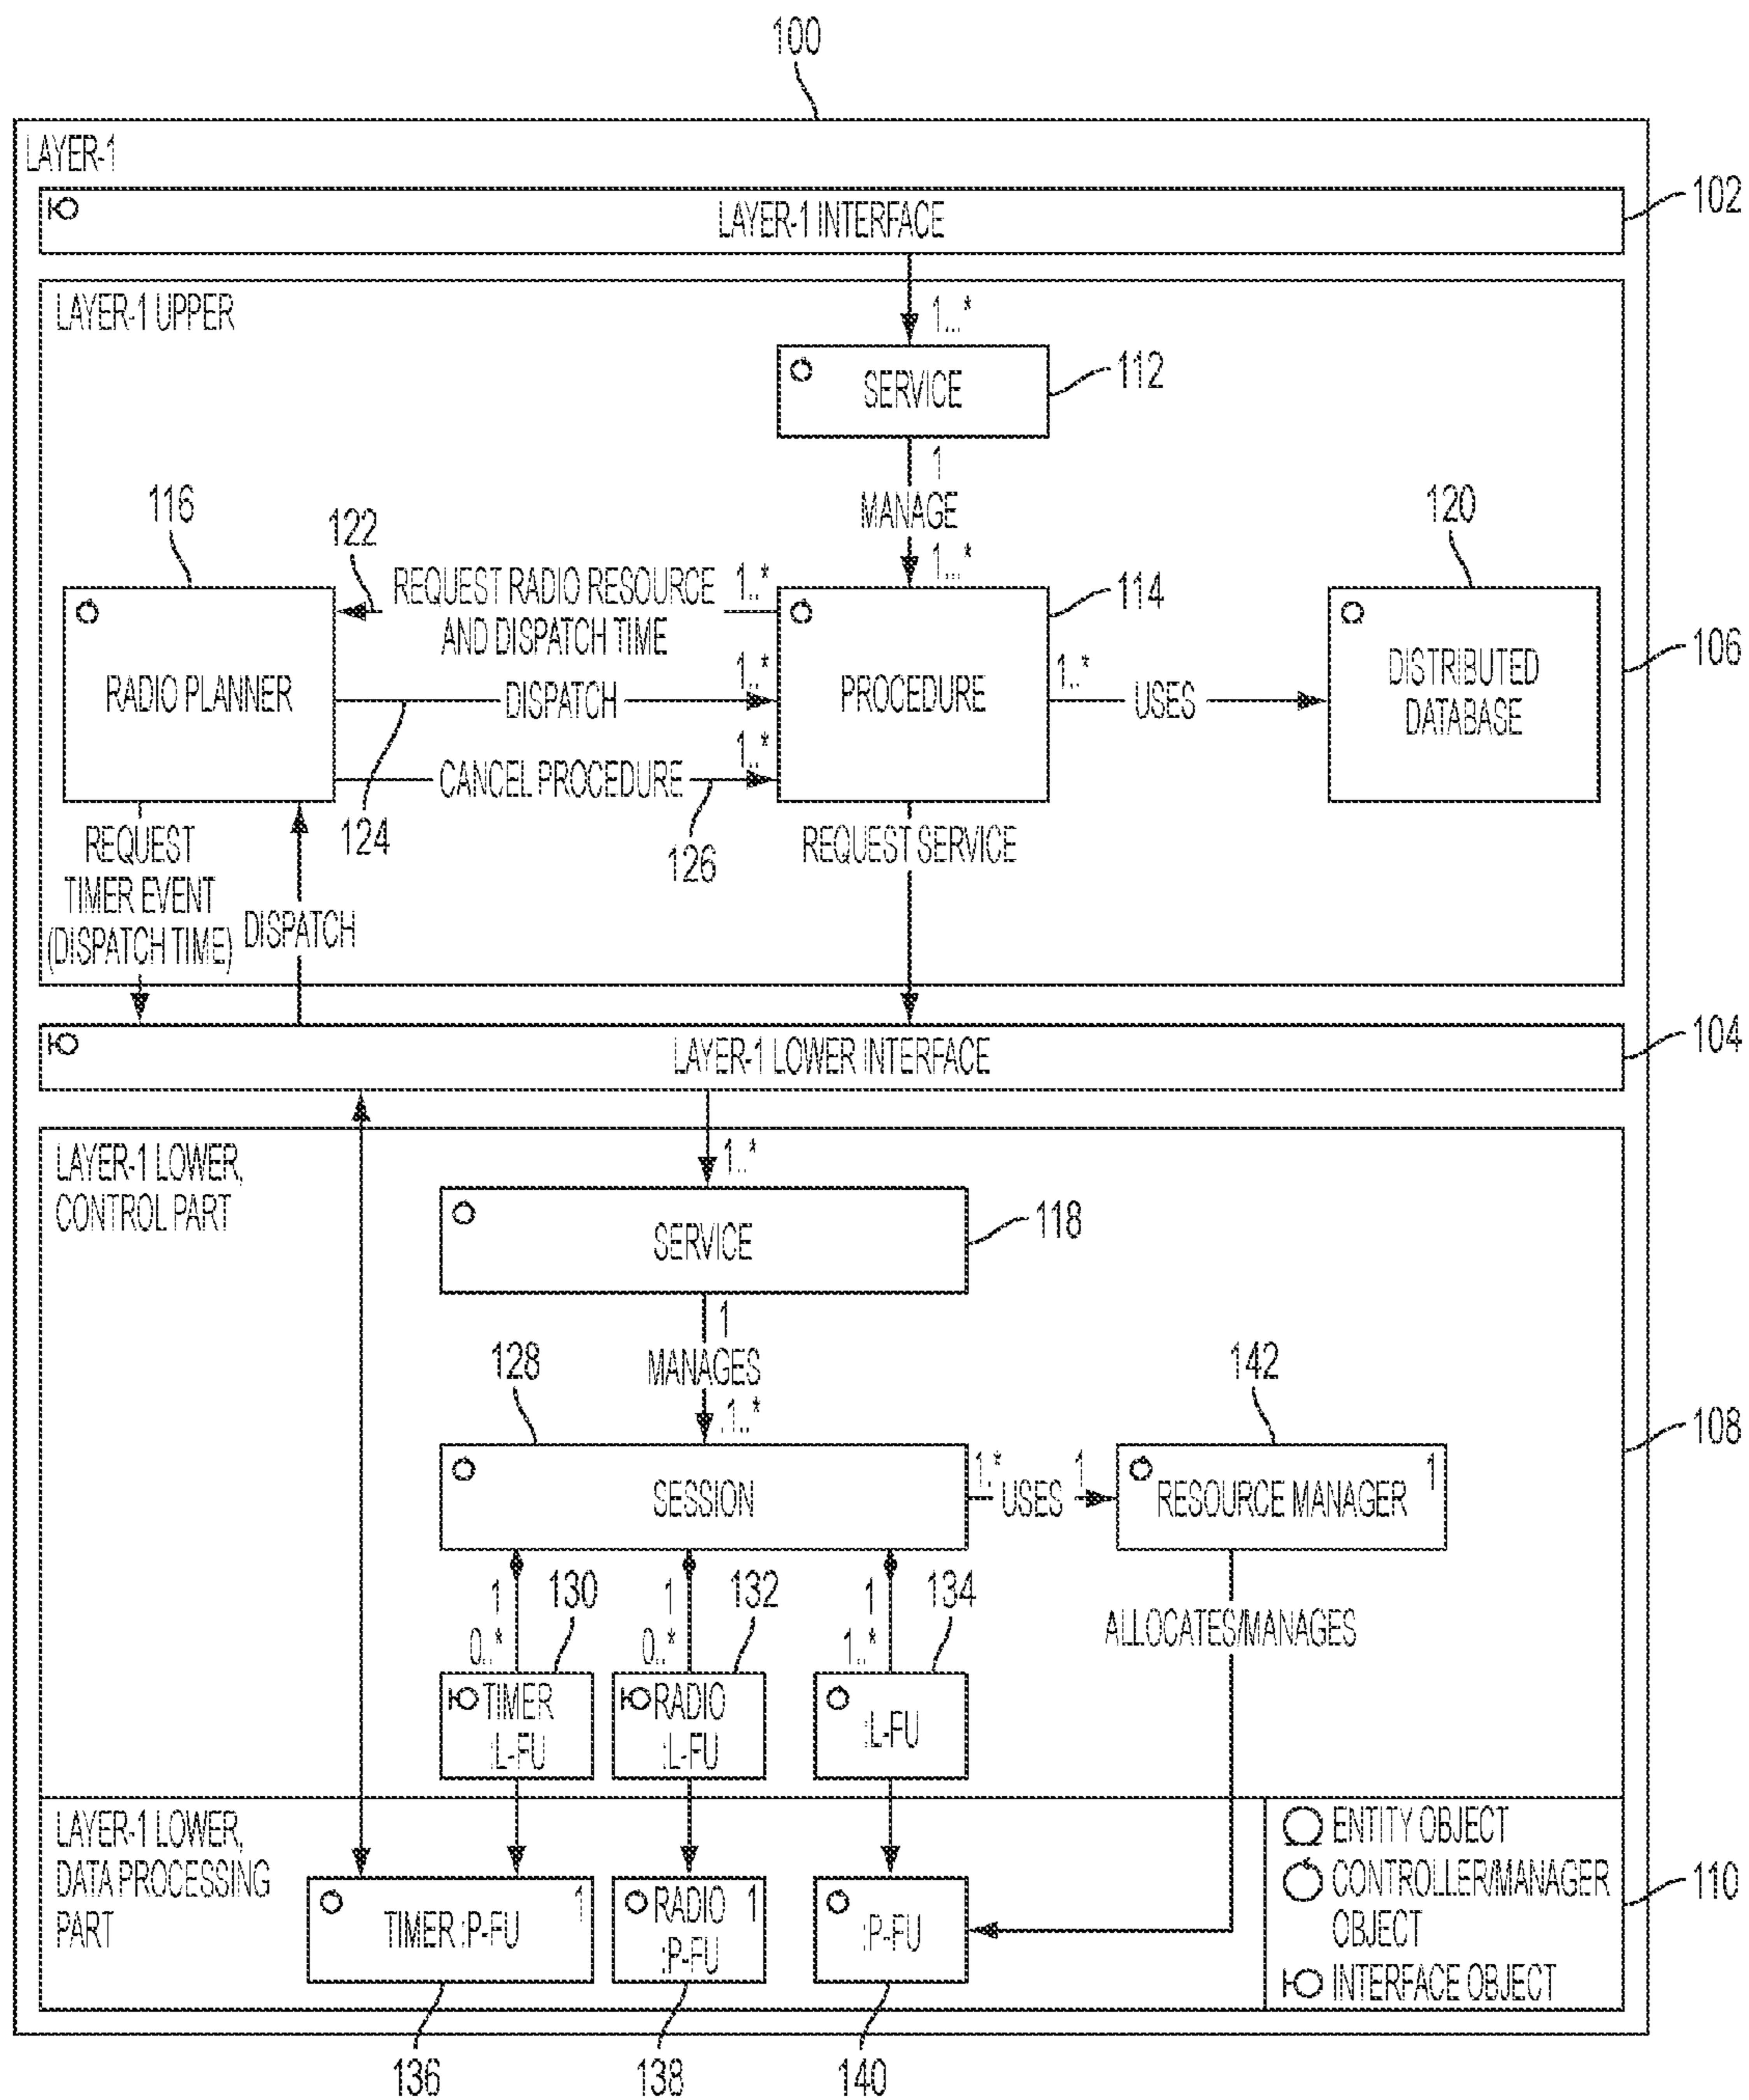 100
LAYER-1
LAYER-1 INTERFACE
102
LAYER-1 UPPER
1...*
SERVICE
112
1
MANAGE
1...*
116
122
REQUEST RADIO RESOURCE
AND DISPATCH TIME
1..*
114
120
RADIO PLANNER
DISPATCH
1..*
PROCEDURE
1..*
USES
DISTRIBUTED
DATABASE
106
CANCEL PROCEDURE
1..*
124
126
REQUEST
TIMER EVENT
(DISPATCH TIME)
DISPATCH
REQUEST SERVICE
LAYER-1 LOWER INTERFACE
104
LAYER-1 LOWER,
CONTROL PART
1..*
SERVICE
118
1
MANAGES
.1..*
128
142
108
SESSION
1.*
USES
1
RESOURCE MANAGER
1
1
0..*
130
1
0..*
132
1
1..*
134
ALLOCATES/MANAGES
TIMER
:L-FU
RADIO
:L-FU
:L-FU
LAYER-1 LOWER,
DATA PROCESSING
PART
TIMER :P-FU
1
RADIO
:P-FU
1
:P-FU
ENTITY OBJECT
CONTROLLER/MANAGER
OBJECT
INTERFACE OBJECT
110
136
138
140